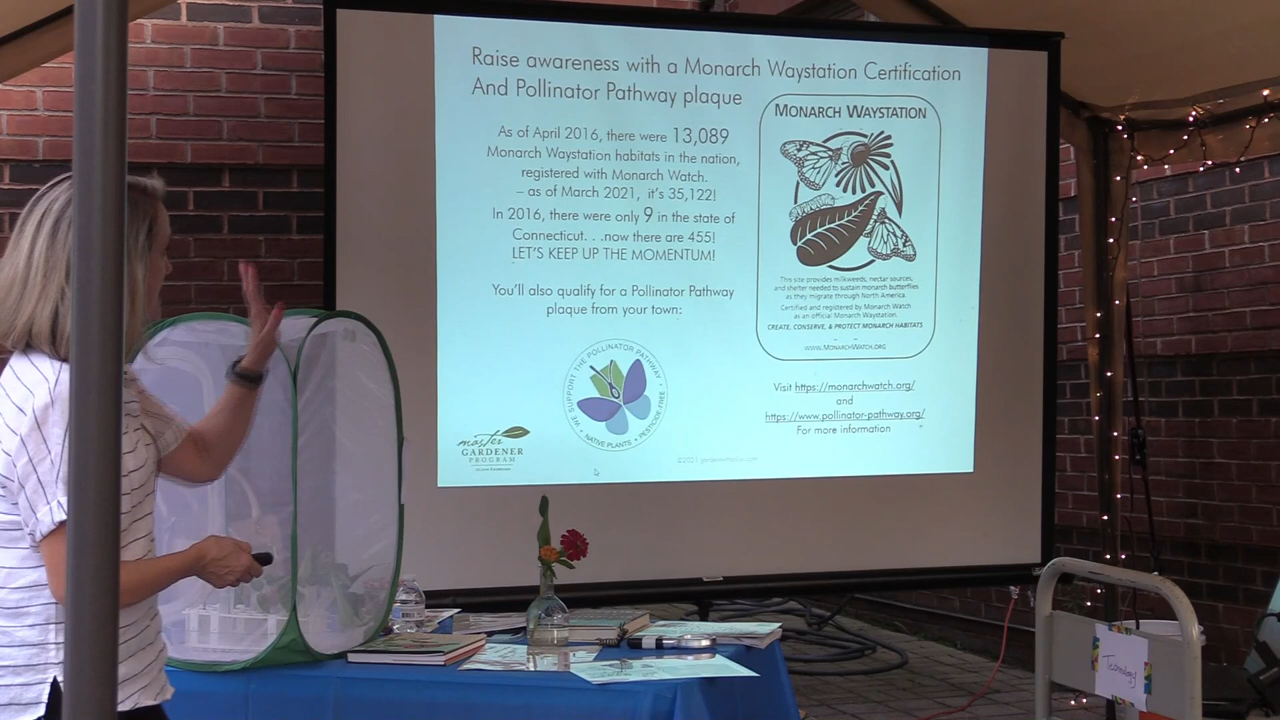 Raise awareness with a Monarch Waystation Certification
And Pollinator Pathway plaque
As of April 2016, there were 13,089
Monarch Waystation habitats in the nation,
registered with Monarch Watch.
– as of March 2021, it's 35,122!
In 2016, there were only 9 in the state of
Connecticut. . .now there are 455!
LET'S KEEP UP THE MOMENTUM!
You'll also qualify for a Pollinator Pathway
plaque from your town:
WE SUPPORT THE POLLINATOR PATHWAY
• NATIVE PLANTS • PESTICIDE-FREE •
master
GARDENER
PROGRAM
MONARCH WAYSTATION
This site provides milkweeds, nectar sources,
and shelter needed to sustain monarch butterflies
as they migrate through North America.
Certified and registered by Monarch Watch
as an official Monarch Waystation.
CREATE, CONSERVE, & PROTECT MONARCH HABITATS
WWW.MONARCHWATCH.ORG
Visit https://monarchwatch.org/
and
https://www.pollinator-pathway.org/
For more information
Technology